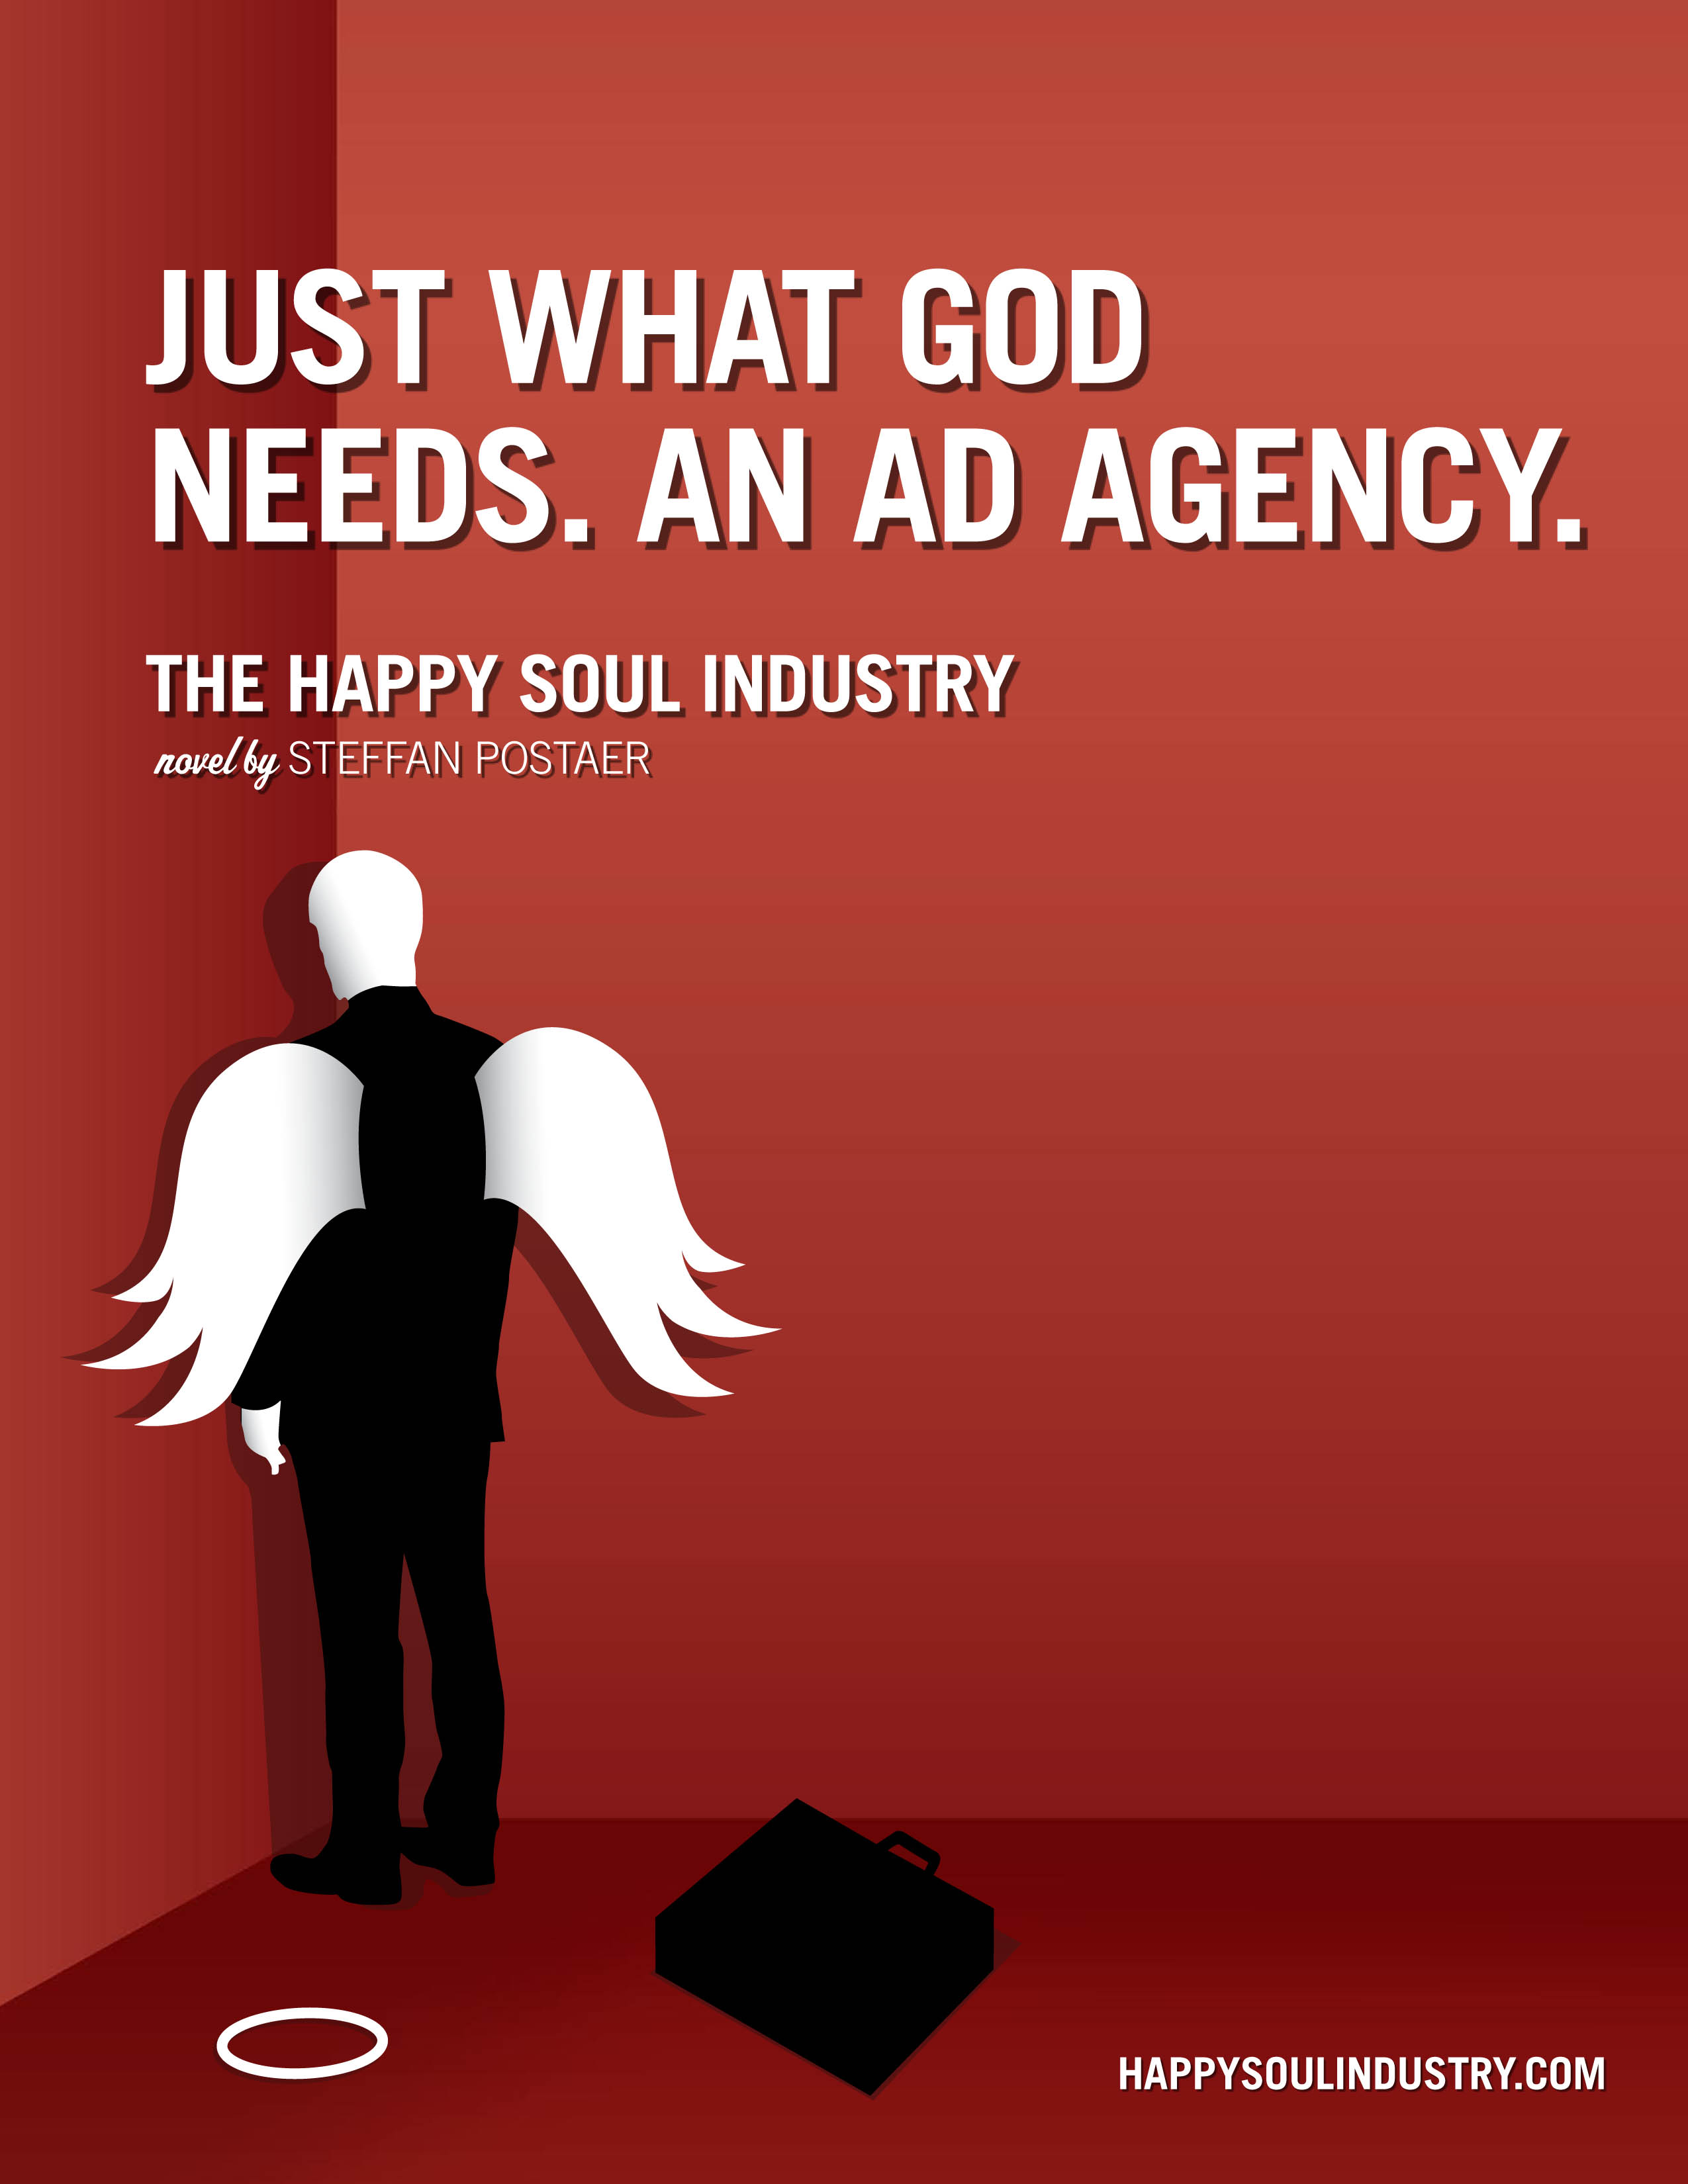 JUST WHAT GOD
NEEDS. AN AD AGENCY.
THE HAPPY SOUL INDUSTRY
novel by STEFFAN POSTAER
HAPPYSOULINDUSTRY.COM